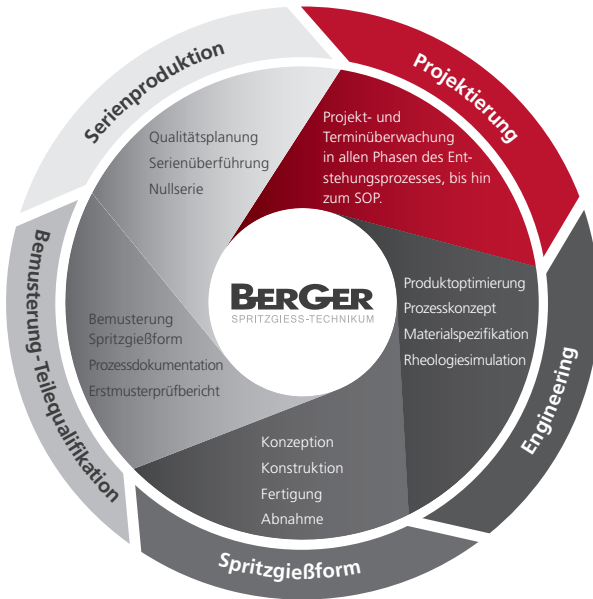 Projektierung
Projekt- und
Terminüberwachung
in allen Phasen des Ent-
stehungsprozesses, bis hin
zum SOP.
Engineering
Produktoptimierung
Prozesskonzept
Materialspezifikation
Rheologiesimulation
Spritzgießform
Konzeption
Konstruktion
Fertigung
Abnahme
Bemusterung-Teilequalifikation
Bemusterung
Spritzgießform
Prozessdokumentation
Erstmusterprüfbericht
Serienproduktion
Qualitätsplanung
Serienüberführung
Nullserie
BERGER
SPRITZGIESS-TECHNIKUM